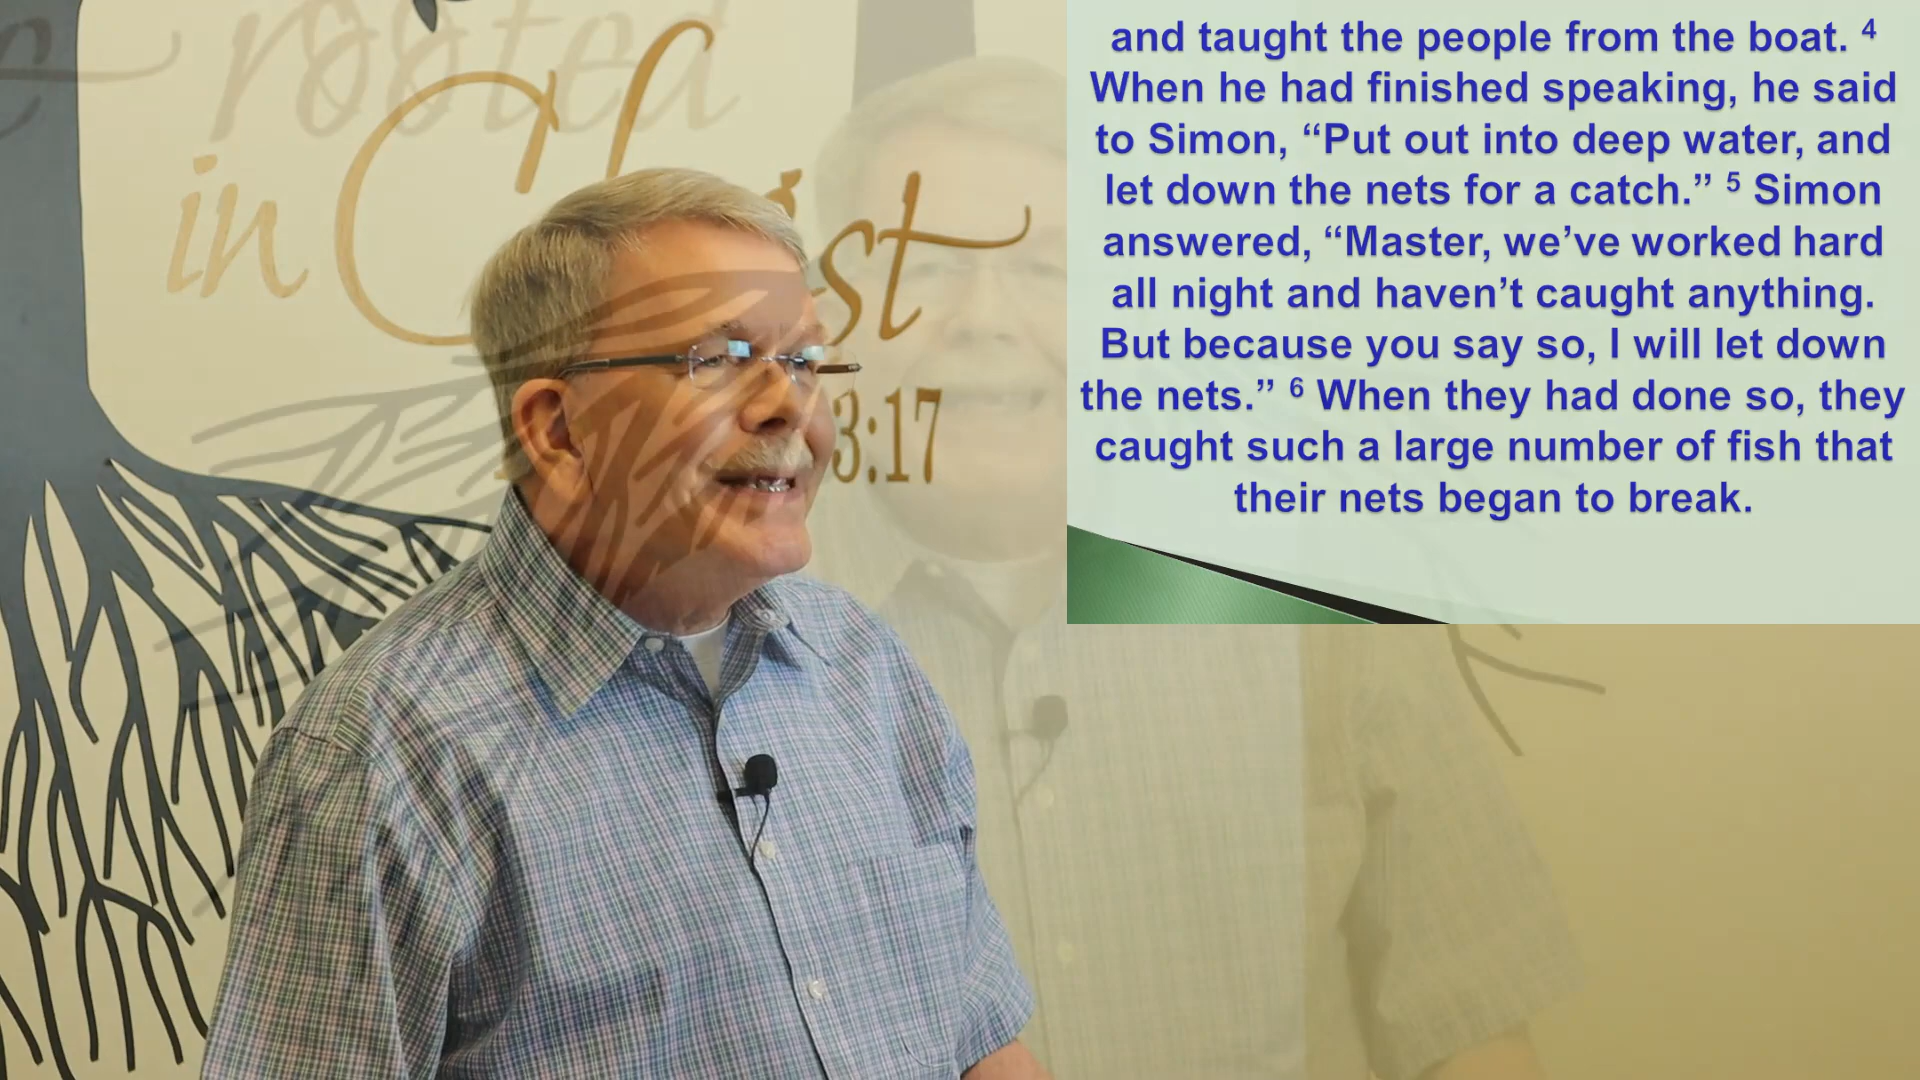 rooted
in Christ
3:17
and taught the people from the boat. 4
When he had finished speaking, he said
to Simon, “Put out into deep water, and
let down the nets for a catch.” 5 Simon
answered, “Master, we’ve worked hard
all night and haven’t caught anything.
But because you say so, I will let down
the nets.” 6 When they had done so, they
caught such a large number of fish that
their nets began to break.